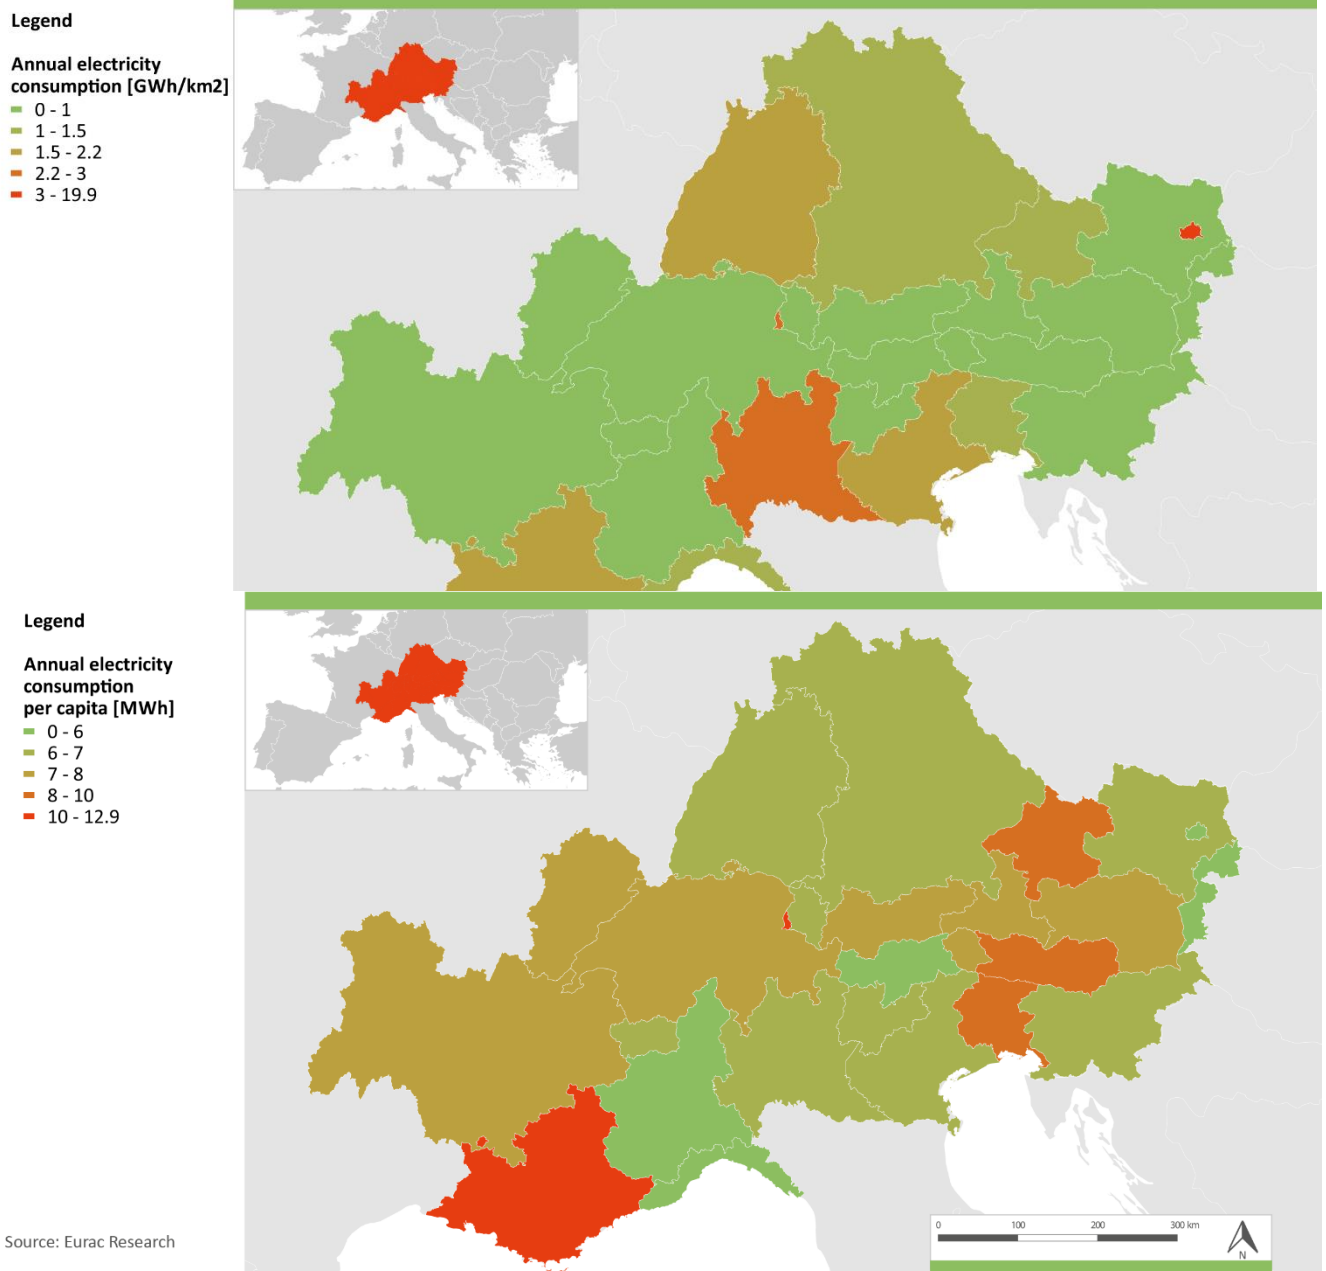 Legend
Annual electricity
consumption [GWh/km2]
0 - 1
1 - 1.5
1.5 - 2.2
2.2 - 3
3 - 19.9
Legend
Annual electricity
consumption
per capita [MWh]
0 - 6
6 - 7
7 - 8
8 - 10
10 - 12.9
0 100 200 300 km
N
Source: Eurac Research